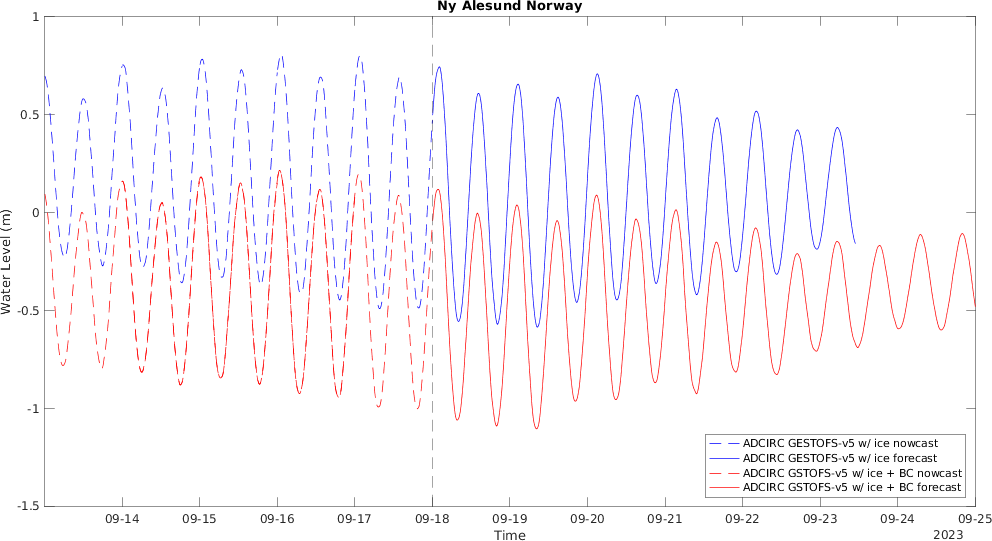 Ny Alesund Norway
1
0.5
0
-0.5
-1
-1.5
Water Level (m)
ADCIRC GESTOFS-v5 w/ ice nowcast
ADCIRC GESTOFS-v5 w/ ice forecast
ADCIRC GSTOFS-v5 w/ ice + BC nowcast
ADCIRC GSTOFS-v5 w/ ice + BC forecast
09-14 09-15 09-16 09-17 09-18 09-19 09-20 09-21 09-22 09-23 09-24 09-25
Time
2023